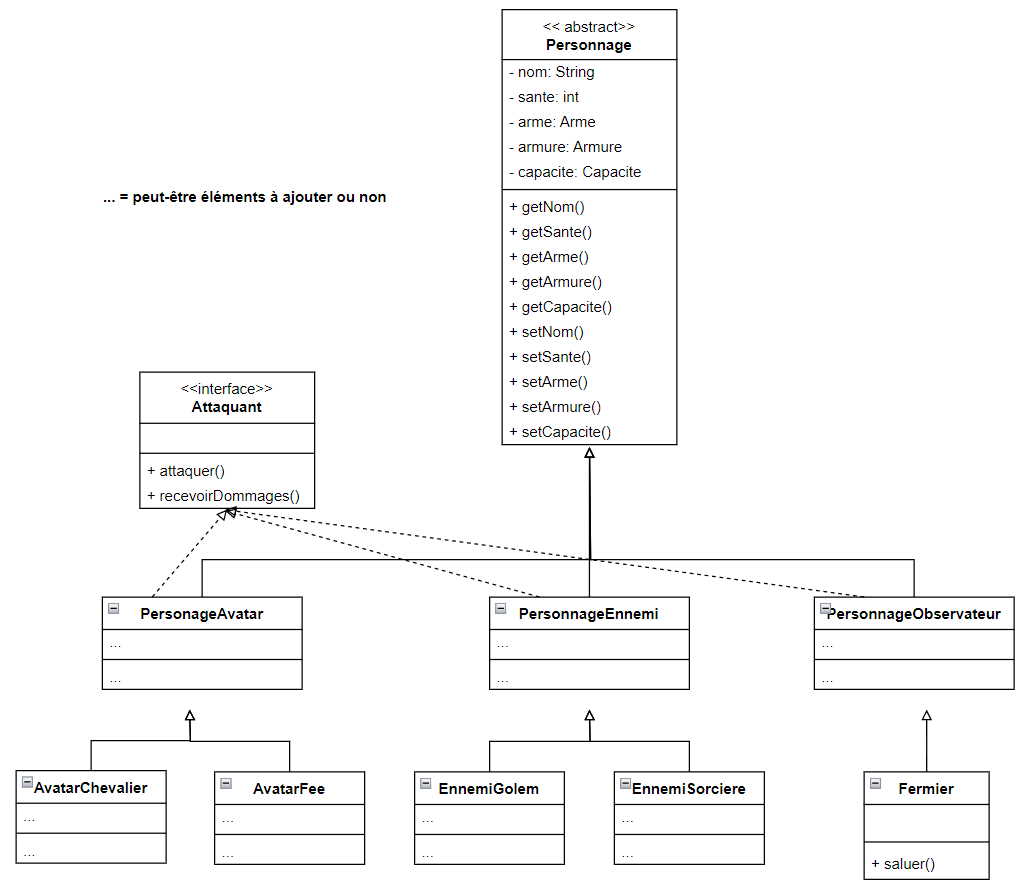 << abstract>>
Personnage
- nom: String
- sante: int
- arme: Arme
- armure: Armure
- capacite: Capacite
... = peut-être éléments à ajouter ou non
+ getNom()
+ getSante()
+ getArme()
+ getArmure()
+ getCapacite()
+ setNom()
+ setSante()
+ setArme()
+ setArmure()
+ setCapacite()
<<interface>>
Attaquant
+ attaquer()
+ recevoirDommages()
PersonageAvatar
...
...
PersonnageEnnemi
...
...
PersonnageObservateur
...
...
AvatarChevalier
...
...
AvatarFee
...
...
EnnemiGolem
...
...
EnnemiSorciere
...
...
Fermier
+ saluer()